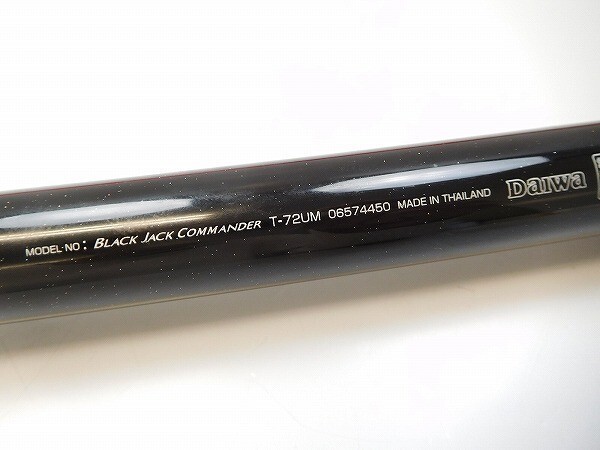 MODEL·NO: BLACK JACK COMMANDER T-72UM 06574450 MADE IN THAILAND Daiwa